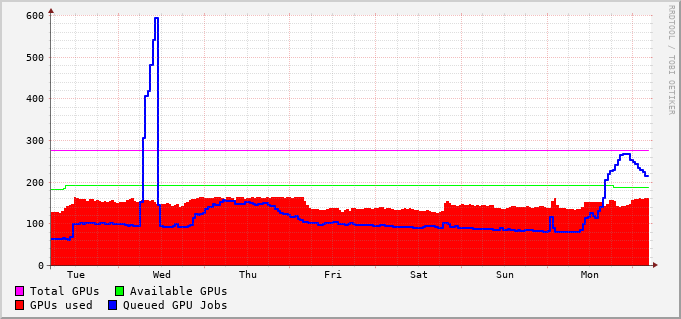 600
500
400
300
200
100
0
Tue Wed Thu Fri Sat Sun Mon
Total GPUs Available GPUs
GPUs used Queued GPU Jobs
RRDTOOL / TOBI OETIKER